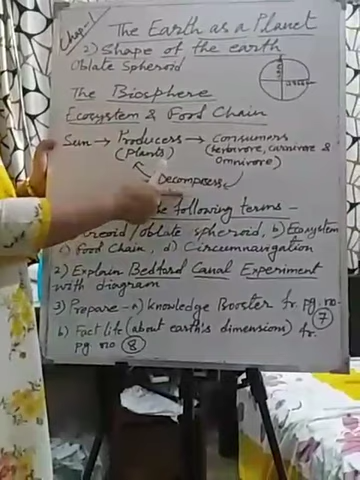 Chap-1
The Earth as a Planet
2) Shape of the earth
Oblate Spheroid
The Biosphere
Ecosystem & Food Chain
Sun → Producers → Consumers
(Plants) (herbivore, carnivore &
Omnivore)
Decomposers
the following terms -
/oblate spheroid, b) Ecosystem
c) Food Chain, d) Circumnavigation
2) Explain Bedford Canal Experiment
with diagram
3) Prepare - a) Knowledge Booster fr. pg. no-
7
b) Fact life (about earth's dimension) fr.
pg no 8